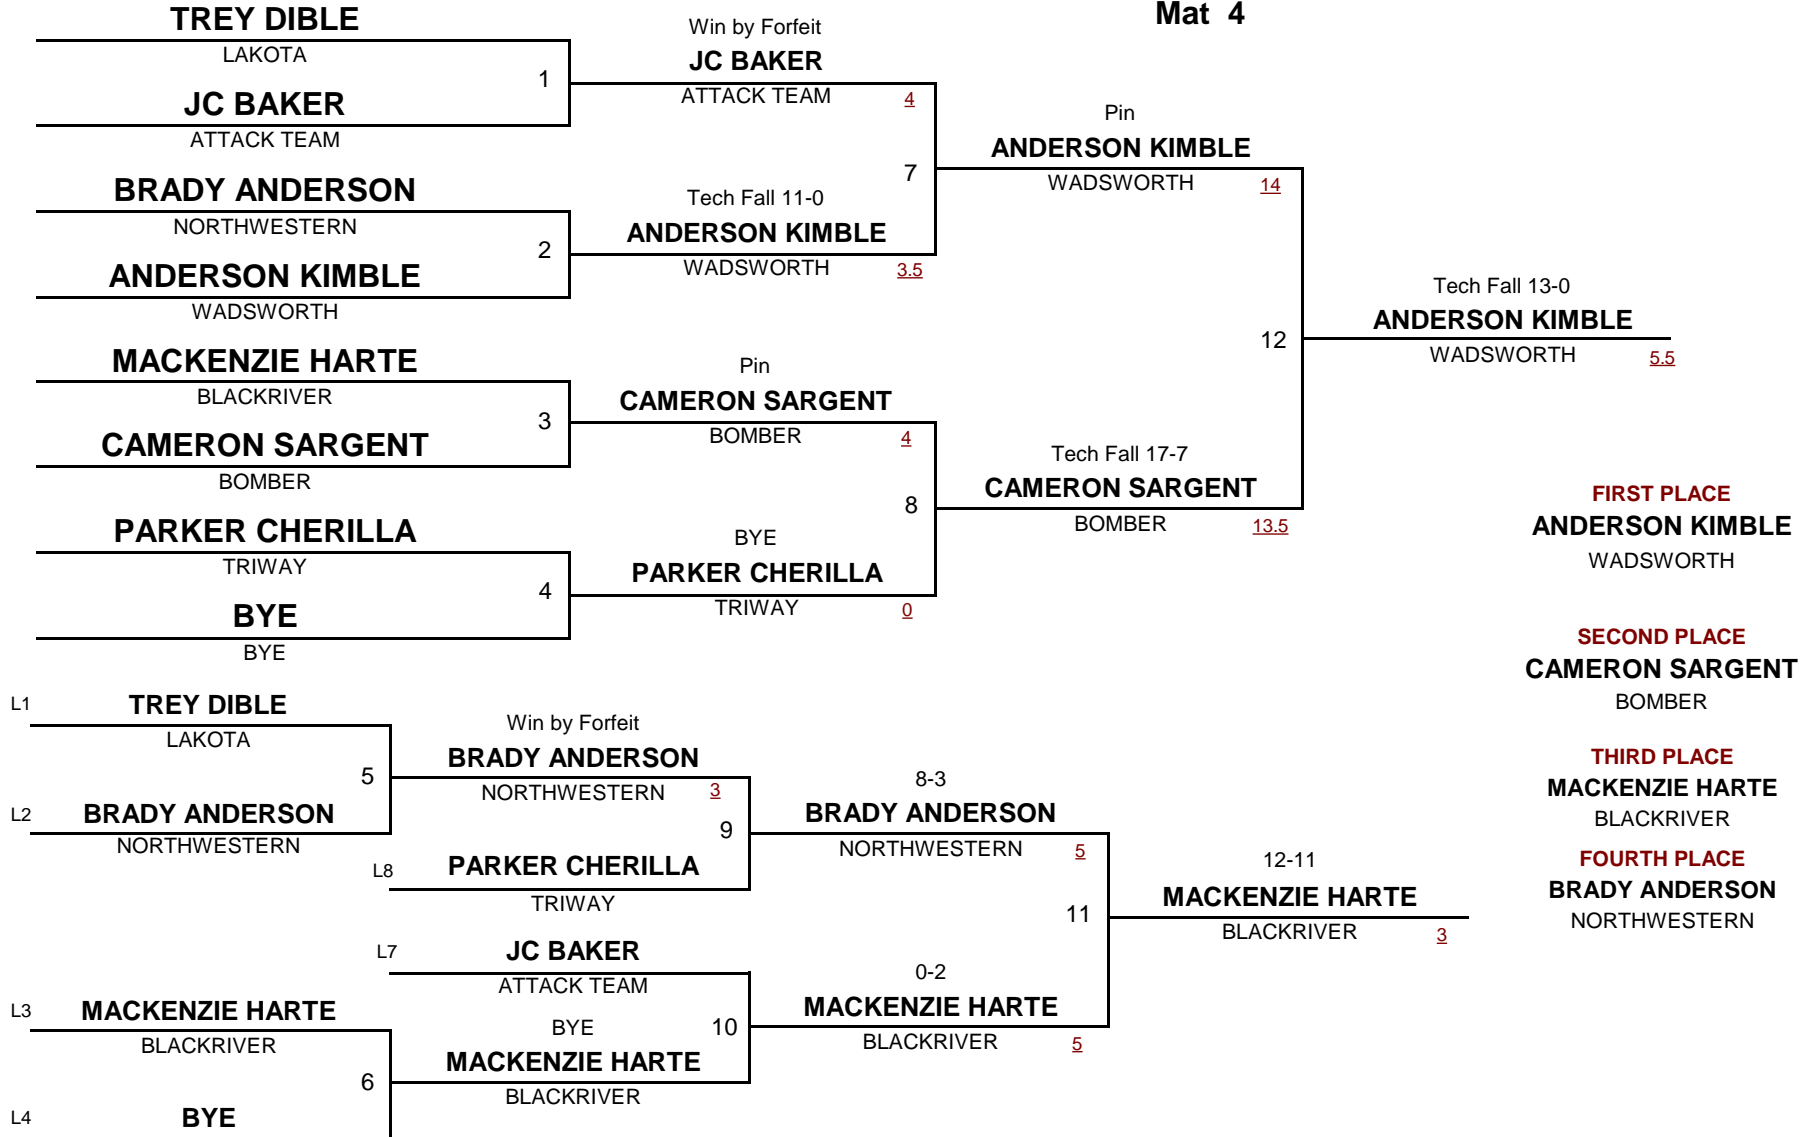 Mat 4
TREY DIBLE
LAKOTA
1
JC BAKER
ATTACK TEAM
BRADY ANDERSON
NORTHWESTERN
2
ANDERSON KIMBLE
WADSWORTH
MACKENZIE HARTE
BLACKRIVER
3
CAMERON SARGENT
BOMBER
PARKER CHERILLA
TRIWAY
4
BYE
BYE
Win by Forfeit
JC BAKER
ATTACK TEAM 4
7
Tech Fall 11-0
ANDERSON KIMBLE
WADSWORTH 3.5
Pin
CAMERON SARGENT
BOMBER 4
8
BYE
PARKER CHERILLA
TRIWAY 0
Pin
ANDERSON KIMBLE
WADSWORTH 14
12
Tech Fall 17-7
CAMERON SARGENT
BOMBER 13.5
Tech Fall 13-0
ANDERSON KIMBLE
WADSWORTH 5.5
FIRST PLACE
ANDERSON KIMBLE
WADSWORTH
SECOND PLACE
CAMERON SARGENT
BOMBER
THIRD PLACE
MACKENZIE HARTE
BLACKRIVER
FOURTH PLACE
BRADY ANDERSON
NORTHWESTERN
L1 TREY DIBLE
LAKOTA
5
L2 BRADY ANDERSON
NORTHWESTERN
Win by Forfeit
BRADY ANDERSON
NORTHWESTERN 3
9
L8 PARKER CHERILLA
TRIWAY
L7 JC BAKER
ATTACK TEAM
L3 MACKENZIE HARTE
BLACKRIVER
6
L4 BYE
BYE 10
MACKENZIE HARTE
BLACKRIVER
8-3
BRADY ANDERSON
NORTHWESTERN 5
11
0-2
MACKENZIE HARTE
BLACKRIVER 5
12-11
MACKENZIE HARTE
BLACKRIVER 3